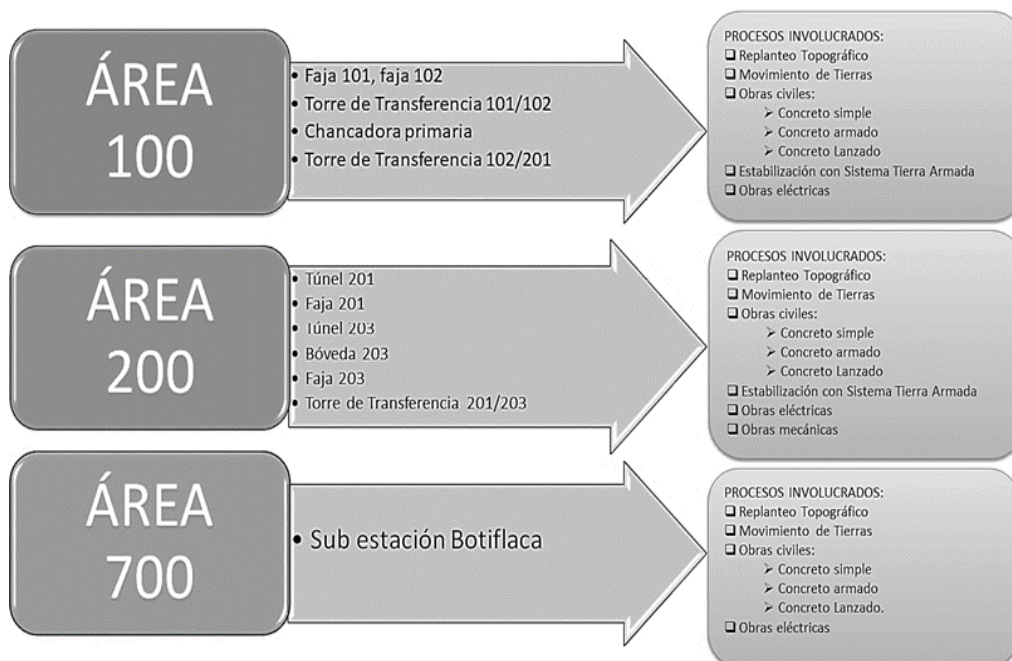 ÁREA
100
• Faja 101, faja 102
• Torre de Transferencia 101/102
• Chancadora primaria
• Torre de Transferencia 102/201
PROCESOS INVOLUCRADOS:
❑ Replanteo Topográfico
❑ Movimiento de Tierras
❑ Obras civiles:
➢ Concreto simple
➢ Concreto armado
➢ Concreto Lanzado
❑ Estabilización con Sistema Tierra Armada
❑ Obras eléctricas
ÁREA
200
• Túnel 201
• Faja 201
• Túnel 203
• Bóveda 203
• Faja 203
• Torre de Transferencia 201/203
PROCESOS INVOLUCRADOS:
❑ Replanteo Topográfico
❑ Movimiento de Tierras
❑ Obras civiles:
➢ Concreto simple
➢ Concreto armado
➢ Concreto Lanzado
❑ Estabilización con Sistema Tierra Armada
❑ Obras eléctricas
❑ Obras mecánicas
ÁREA
700
• Sub estación Botiflaca
PROCESOS INVOLUCRADOS:
❑ Replanteo Topográfico
❑ Movimiento de Tierras
❑ Obras civiles:
➢ Concreto simple
➢ Concreto armado
➢ Concreto Lanzado.
❑ Obras eléctricas